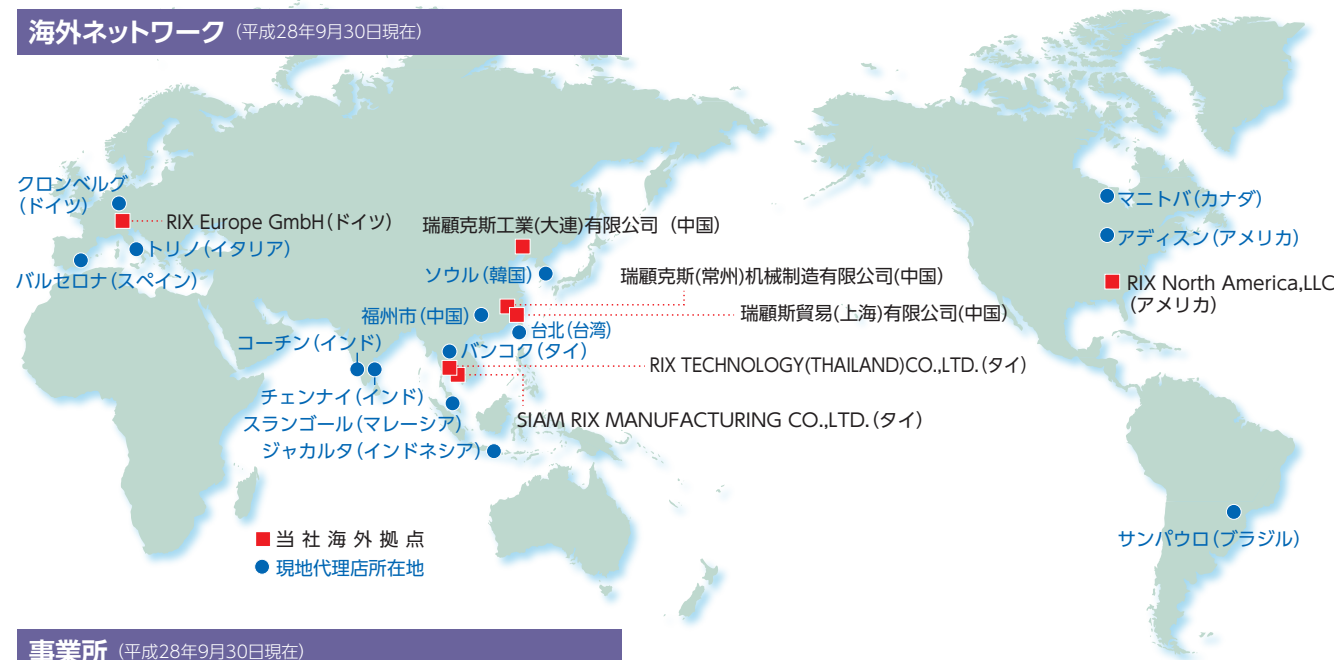 海外ネットワーク（平成28年9月30日現在）
クロンベルグ
（ドイツ）
RIX Europe GmbH（ドイツ）
トリノ（イタリア）
バルセロナ（スペイン）
瑞顧克斯工業(大連)有限公司（中国）
ソウル（韓国）
瑞顧克斯(常州)机械制造有限公司(中国)
福州市（中国）
瑞顧斯貿易(上海)有限公司(中国)
台北（台湾）
コーチン（インド）
バンコク（タイ）
RIX TECHNOLOGY(THAILAND)CO.,LTD.（タイ）
チェンナイ（インド）
スランゴール（マレーシア）
SIAM RIX MANUFACTURING CO.,LTD.（タイ）
ジャカルタ（インドネシア）
マニトバ（カナダ）
アディスン（アメリカ）
RIX North America,LLC
（アメリカ）
サンパウロ（ブラジル）
当社海外拠点
現地代理店所在地
事業所（平成28年9月30日現在）